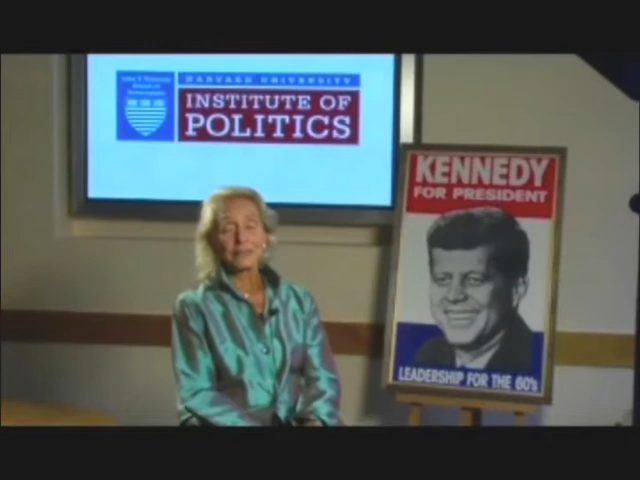 HARVARD UNIVERSITY
INSTITUTE OF
POLITICS
KENNEDY
FOR PRESIDENT
LEADERSHIP FOR THE 60's